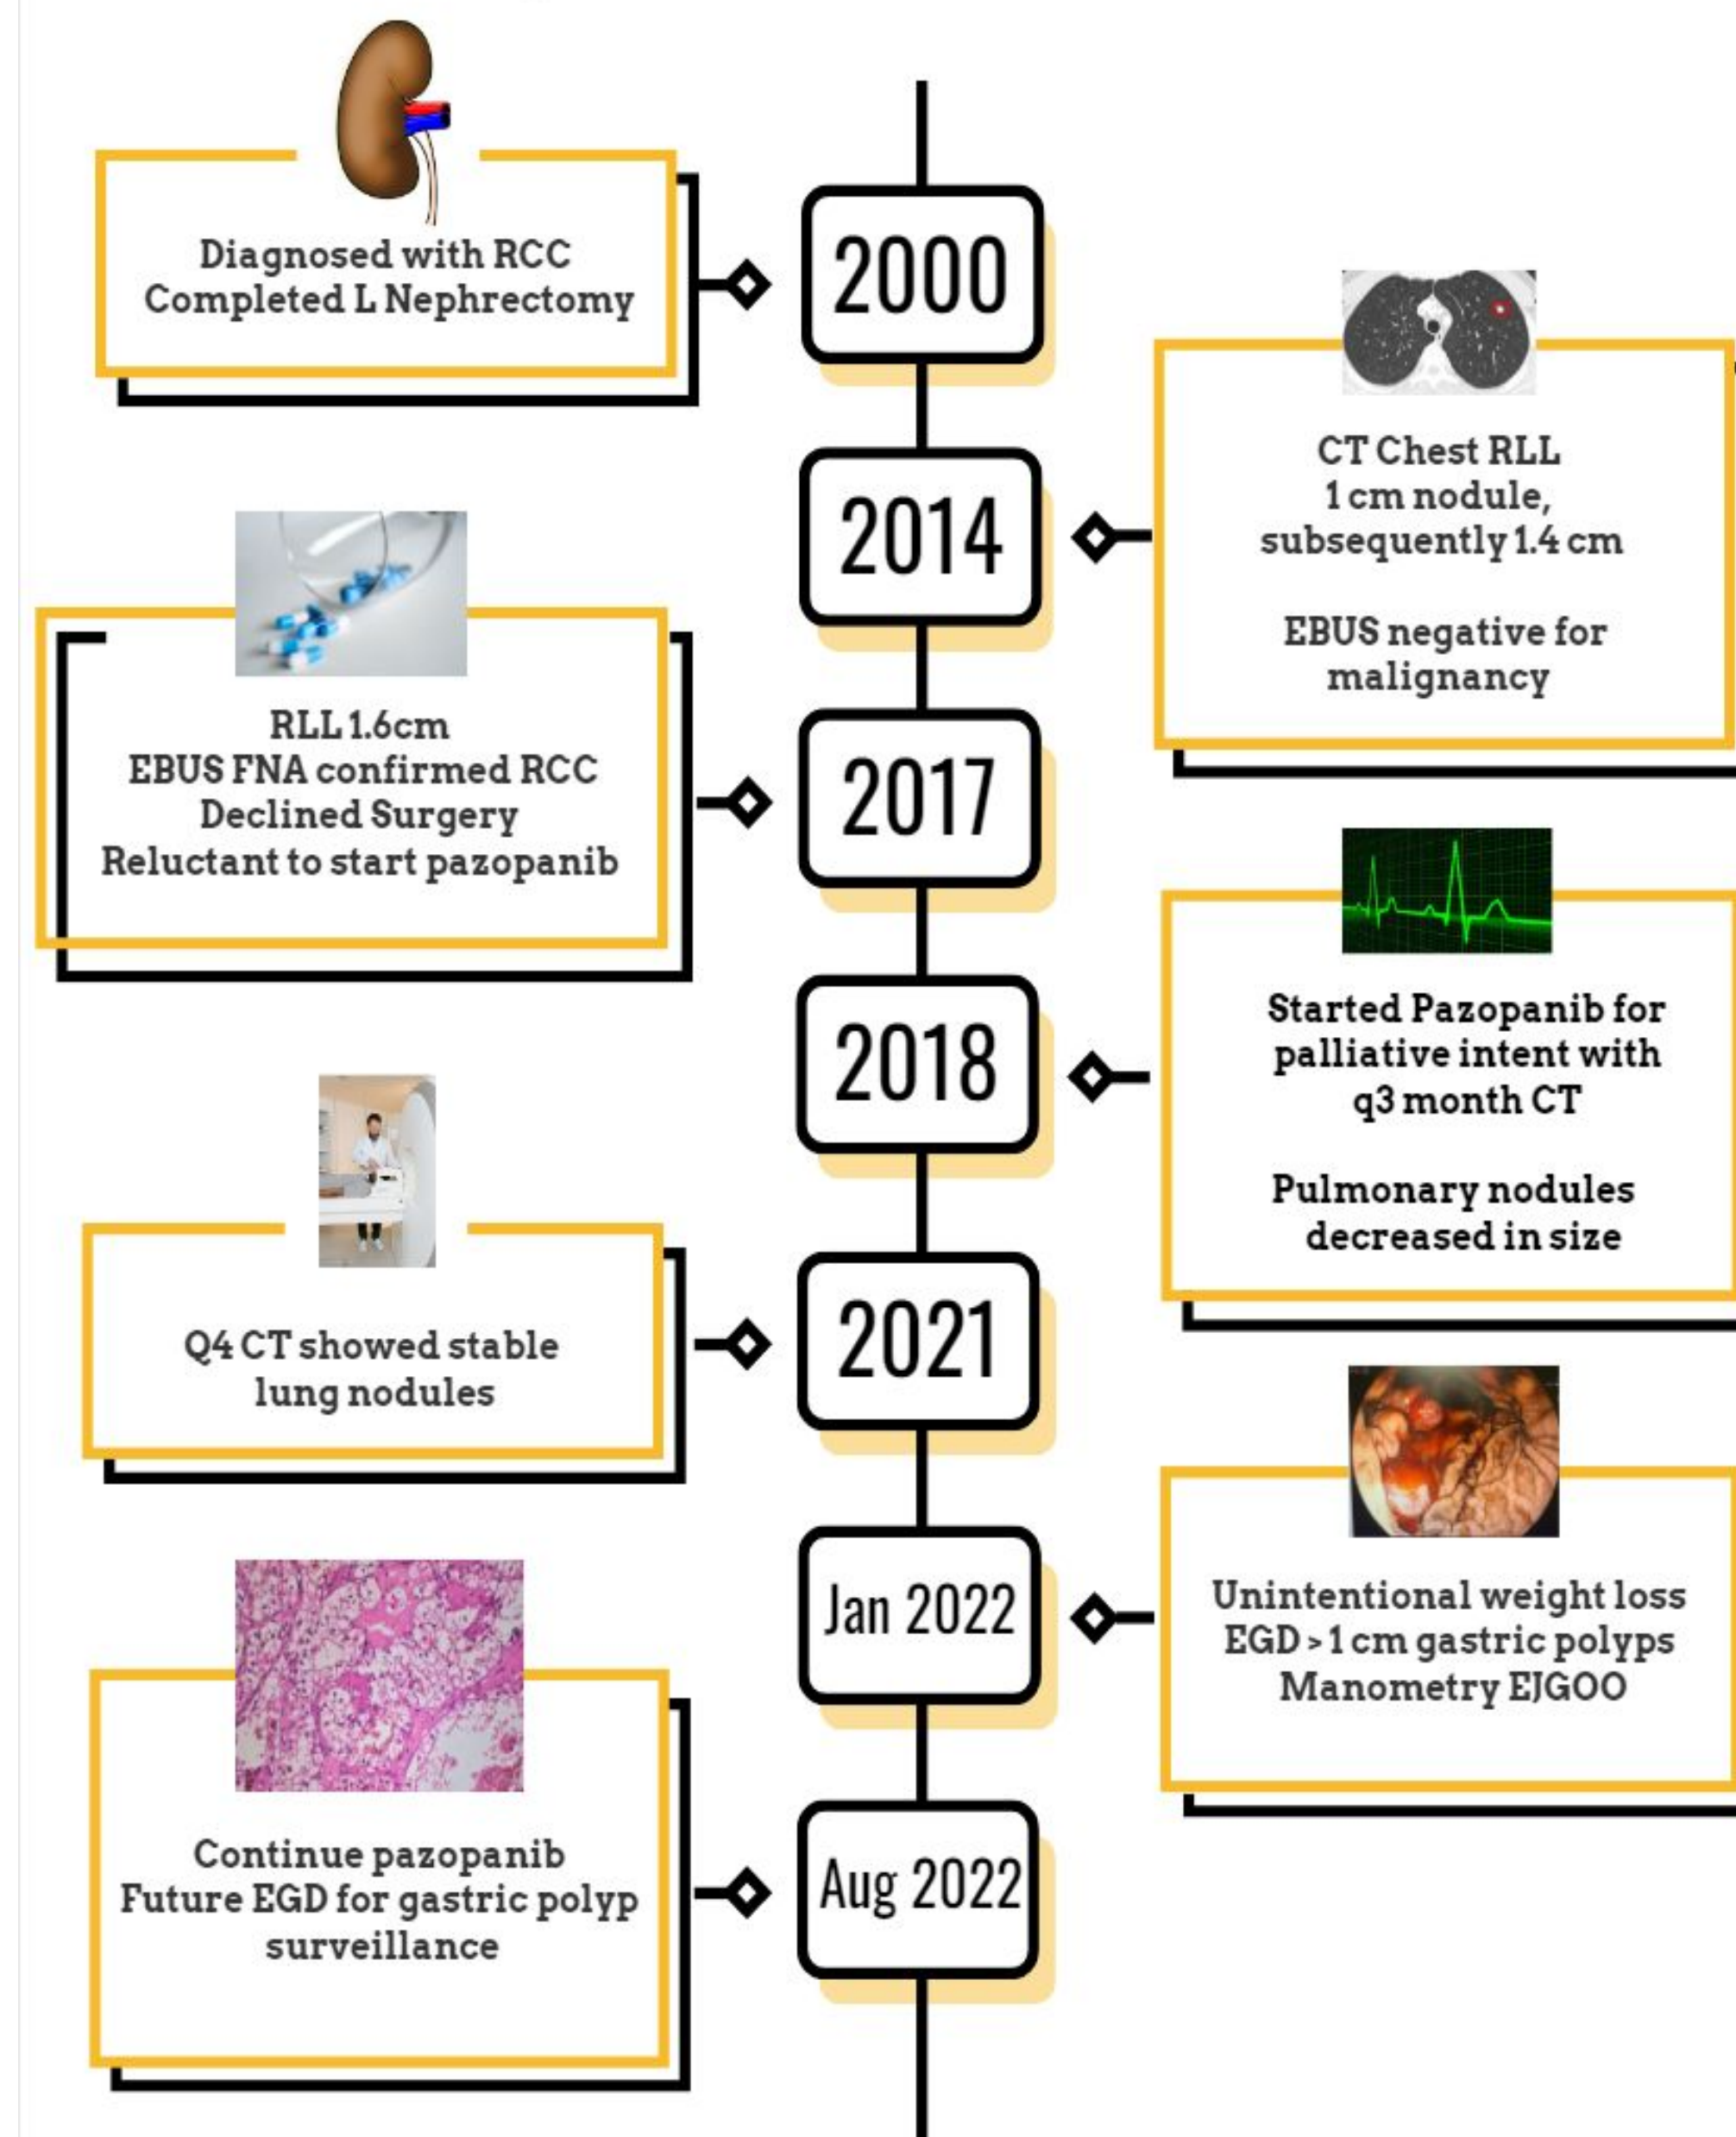 Diagnosed with RCC
Completed L Nephrectomy
2000
2014
CT Chest RLL
1 cm nodule,
subsequently 1.4 cm
EBUS negative for
malignancy
RLL 1.6cm
EBUS FNA confirmed RCC
Declined Surgery
Reluctant to start pazopanib
2017
2018
Started Pazopanib for
palliative intent with
q3 month CT
Pulmonary nodules
decreased in size
Q4 CT showed stable
lung nodules
2021
Jan 2022
Unintentional weight loss
EGD > 1 cm gastric polyps
Manometry EJGOO
Continue pazopanib
Future EGD for gastric polyp
surveillance
Aug 2022